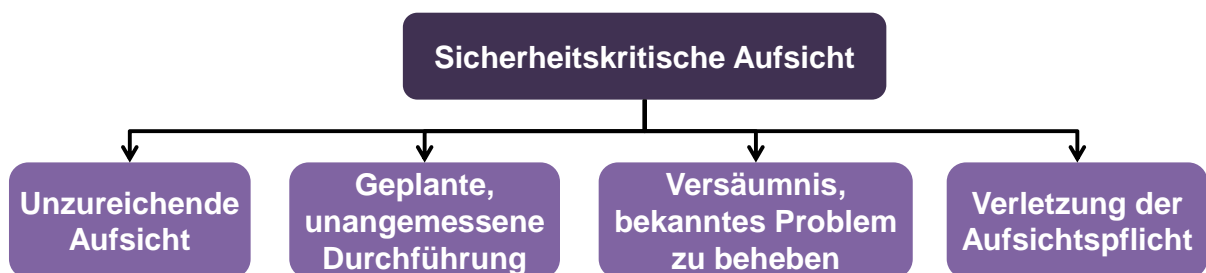 Sicherheitskritische Aufsicht
Unzureichende
Aufsicht
Geplante,
unangemessene
Durchführung
Versäumnis,
bekanntes Problem
zu beheben
Verletzung der
Aufsichtspflicht